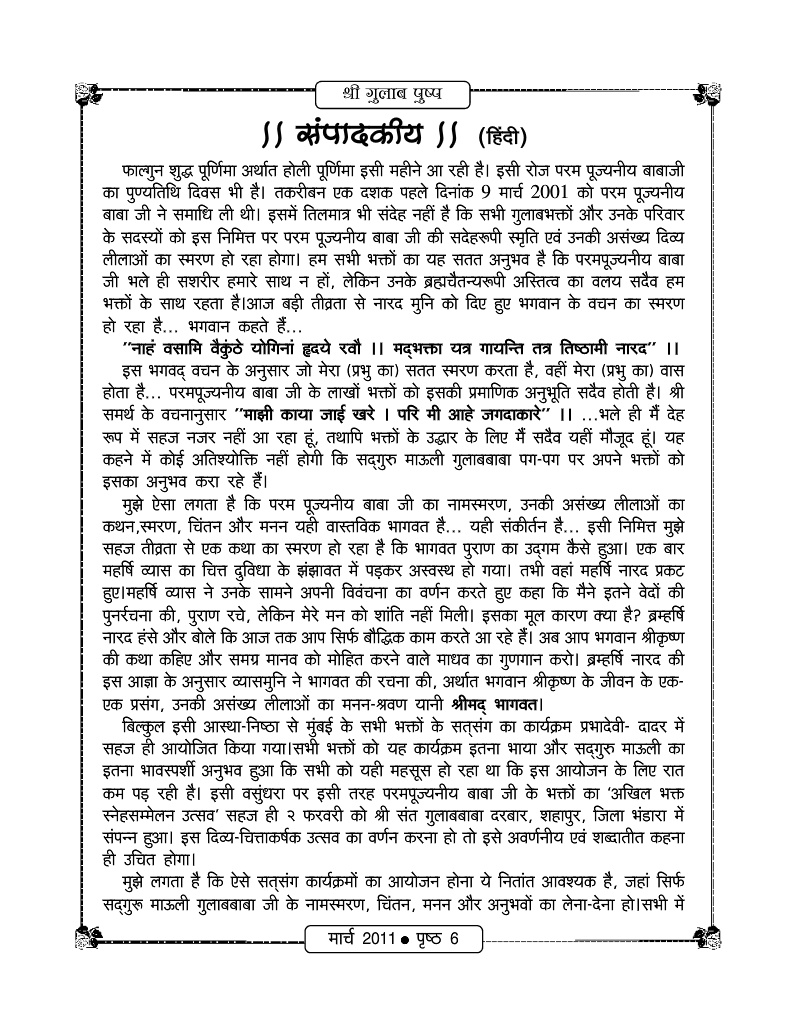 श्री गुलाब पुष्प
।। संपादकीय ।। (हिंदी)
फाल्गुन शुद्ध पूर्णिमा अर्थात होली पूर्णिमा इसी महीने आ रही है। इसी रोज परम पूज्यनीय बाबाजी
का पुण्यतिथि दिवस भी है। तकरीबन एक दशक पहले दिनांक 9 मार्च 2001 को परम पूज्यनीय
बाबा जी ने समाधि ली थी। इसमें तिलमात्र भी संदेह नहीं है कि सभी गुलाबभक्तों और उनके परिवार
के सदस्यों को इस निमित्त पर परम पूज्यनीय बाबा जी की सदेहरूपी स्मृति एवं उनकी असंख्य दिव्य
लीलाओं का स्मरण हो रहा होगा। हम सभी भक्तों का यह सतत अनुभव है कि परमपूज्यनीय बाबा
जी भले ही सशरीर हमारे साथ न हों, लेकिन उनके ब्रह्मचैतन्यरूपी अस्तित्व का वलय सदैव हम
भक्तों के साथ रहता है।आज बड़ी तीव्रता से नारद मुनि को दिए हुए भगवान के वचन का स्मरण
हो रहा है... भगवान कहते हैं...
”नाहं वसामि वैकुंठे योगिनां हृदये रवौ ।। मद्भक्ता यत्र गायन्ति तत्र तिष्ठामी नारद” ।।
इस भगवद् वचन के अनुसार जो मेरा (प्रभु का) सतत स्मरण करता है, वहीं मेरा (प्रभु का) वास
होता है... परमपूज्यनीय बाबा जी के लाखों भक्तों को इसकी प्रमाणिक अनुभूति सदैव होती है। श्री
समर्थ के वचनानुसार ”माझी काया जाई खरे । परि मी आहे जगदाकारे” ।। ...भले ही मैं देह
रूप में सहज नजर नहीं आ रहा हूं, तथापि भक्तों के उद्धार के लिए मैं सदैव यहीं मौजूद हूं। यह
कहने में कोई अतिश्योक्ति नहीं होगी कि सद्गुरु माऊली गुलाबबाबा पग-पग पर अपने भक्तों को
इसका अनुभव करा रहे हैं।
मुझे ऐसा लगता है कि परम पूज्यनीय बाबा जी का नामस्मरण, उनकी असंख्य लीलाओं का
कथन,स्मरण, चिंतन और मनन यही वास्तविक भागवत है... यही संकीर्तन है... इसी निमित्त मुझे
सहज तीव्रता से एक कथा का स्मरण हो रहा है कि भागवत पुराण का उद्गम कैसे हुआ। एक बार
महर्षि व्यास का चित्त दुविधा के झंझावत में पड़कर अस्वस्थ हो गया। तभी वहां महर्षि नारद प्रकट
हुए।महर्षि व्यास ने उनके सामने अपनी विवंचना का वर्णन करते हुए कहा कि मैने इतने वेदों की
पुनर्रचना की, पुराण रचे, लेकिन मेरे मन को शांति नहीं मिली। इसका मूल कारण क्या है? ब्रम्हर्षि
नारद हंसे और बोले कि आज तक आप सिर्फ बौद्धिक काम करते आ रहे हैं। अब आप भगवान श्रीकृष्ण
की कथा कहिए और समग्र मानव को मोहित करने वाले माधव का गुणगान करो। ब्रम्हर्षि नारद की
इस आज्ञा के अनुसार व्यासमुनि ने भागवत की रचना की, अर्थात भगवान श्रीकृष्ण के जीवन के एक-
एक प्रसंग, उनकी असंख्य लीलाओं का मनन-श्रवण यानी श्रीमद् भागवत।
बिल्कुल इसी आस्था-निष्ठा से मुंबई के सभी भक्तों के सत्संग का कार्यक्रम प्रभादेवी- दादर में
सहज ही आयोजित किया गया।सभी भक्तों को यह कार्यक्रम इतना भाया और सद्गुरु माऊली का
इतना भावस्पर्शी अनुभव हुआ कि सभी को यही महसूस हो रहा था कि इस आयोजन के लिए रात
कम पड़ रही है। इसी वसुंधरा पर इसी तरह परमपूज्यनीय बाबा जी के भक्तों का ‘अखिल भक्त
स्नेहसम्मेलन उत्सव’ सहज ही २ फरवरी को श्री संत गुलाबबाबा दरबार, शहापुर, जिला भंडारा में
संपन्न हुआ। इस दिव्य-चित्ताकर्षक उत्सव का वर्णन करना हो तो इसे अवर्णनीय एवं शब्दातीत कहना
ही उचित होगा।
मुझे लगता है कि ऐसे सत्संग कार्यक्रमों का आयोजन होना ये नितांत आवश्यक है, जहां सिर्फ
सद्गुरू माऊली गुलाबबाबा जी के नामस्मरण, चिंतन, मनन और अनुभवों का लेना-देना हो।सभी में
मार्च 2011 ● पृष्ठ 6